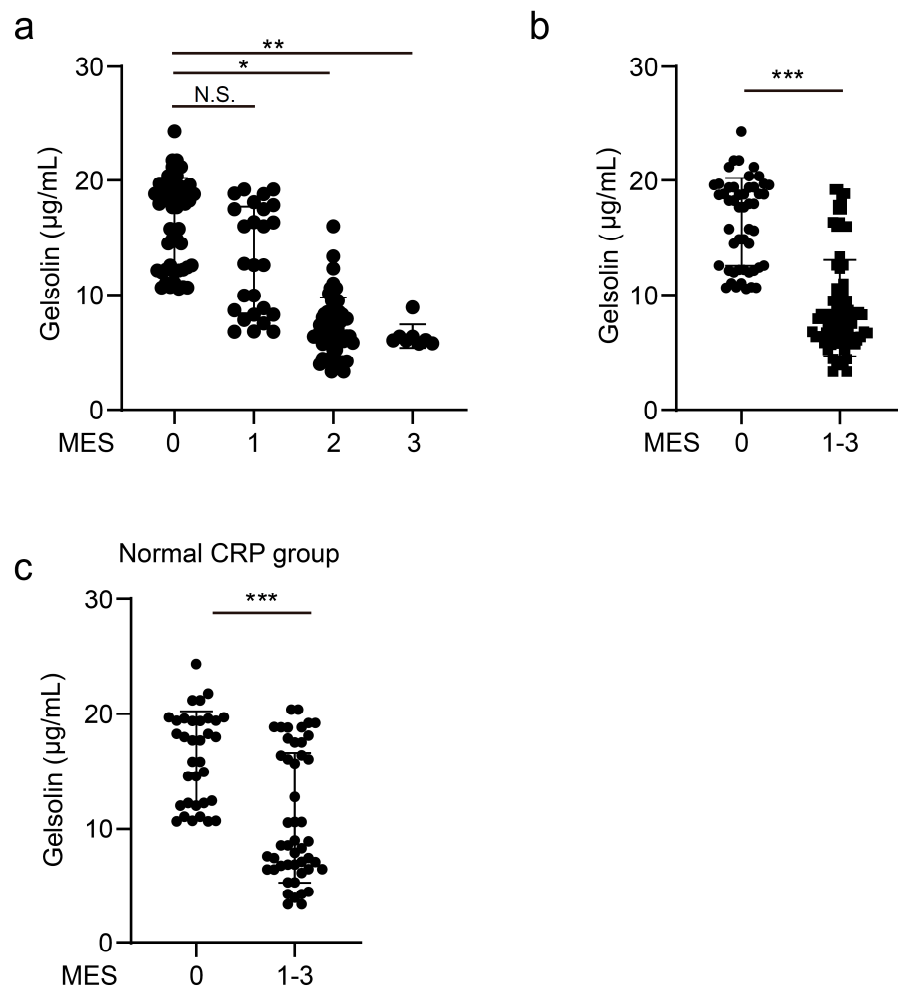 a
**
*
N.S.
30
20
10
0
Gelsolin (µg/mL)
MES 0 1 2 3
b
***
30
20
10
0
Gelsolin (µg/mL)
MES 0 1-3
c
Normal CRP group
***
30
20
10
0
Gelsolin (µg/mL)
MES 0 1-3